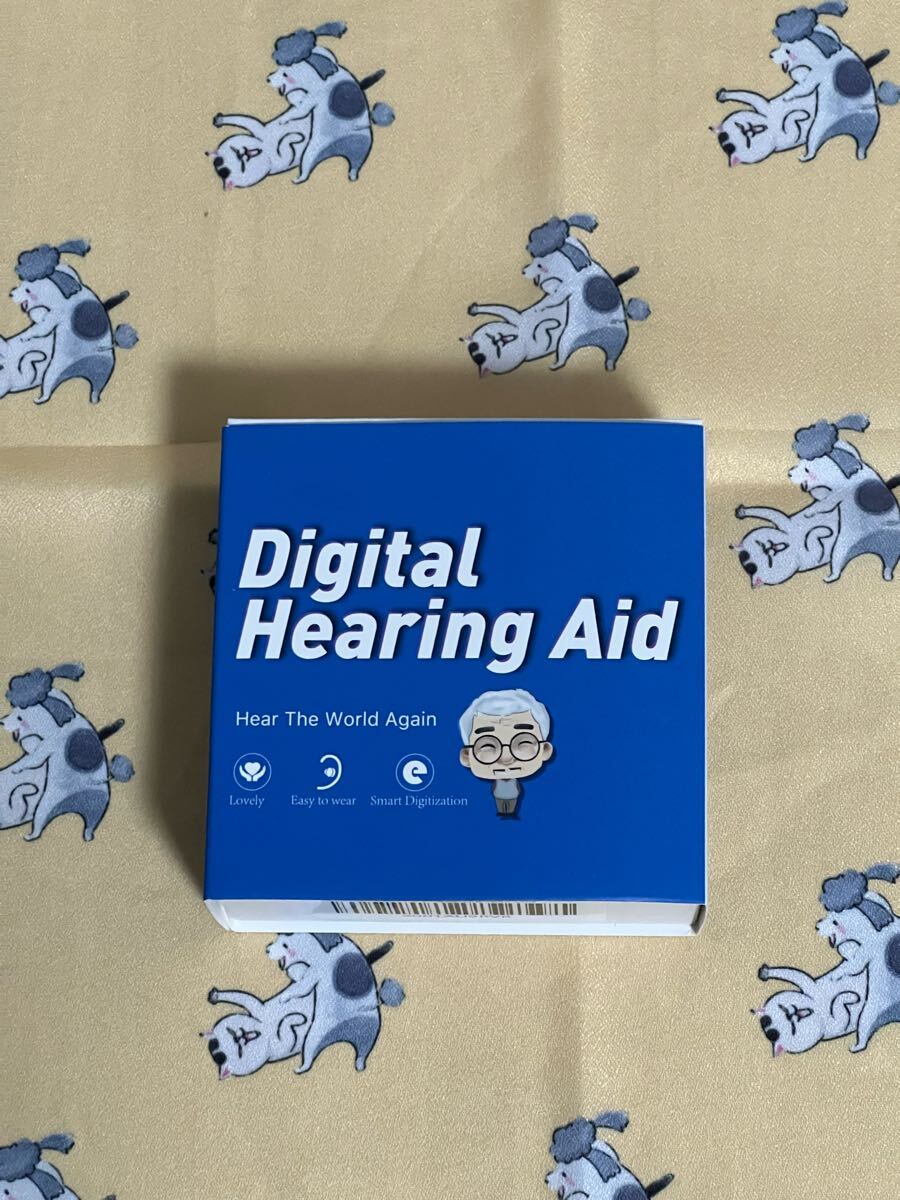 Digital
Hearing Aid
Hear The World Again
Lovely
Easy to wear
Smart Digitization